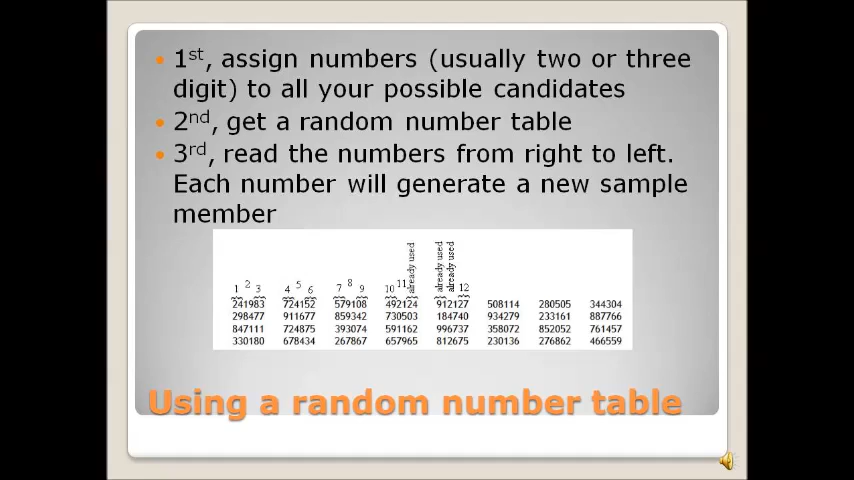 1st, assign numbers (usually two or three
digit) to all your possible candidates
2nd, get a random number table
3rd, read the numbers from right to left.
Each number will generate a new sample
member
already used already used already used
1 2 3 4 5 6 7 8 9 10 11 12
241983 724152 579108 492124 912127 508114 280505 344304
298477 911677 859342 730503 184740 934279 233161 887766
847111 724875 393074 591162 996737 358072 852052 761457
330180 678434 267867 657965 812675 230136 276862 466559
Using a random number table